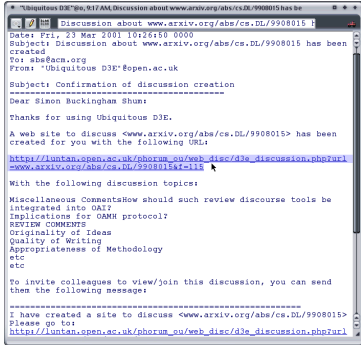 "Ubiquitous D3E"@o, 9:17 AM, Discussion about www.arxiv.org/abs/cs.DL/9908015 has be
Discussion about www.arxiv.org/abs/cs.DL/9908015 h
Date: Fri, 23 Mar 2001 10:26:50 0000
Subject: Discussion about www.arxiv.org/abs/cs.DL/9908015 has been
created
To: sbs@acm.org
From: "Ubiquitous D3E"@open.ac.uk
Subject: Confirmation of discussion creation
=========================================
Dear Simon Buckingham Shum:
Thanks for using Ubiquitous D3E.
A web site to discuss <www.arxiv.org/abs/cs.DL/9908015> has been
created for you with the following URL:
http://luntan.open.ac.uk/phorum_ou/web_disc/d3e_discussion.php?url
=www.arxiv.org/abs/cs.DL/9908015&f=115
With the following discussion topics:
Miscellaneous CommentsHow should such review discourse tools be
integrated into OAI?
Implications for OAMH protocol?
REVIEW COMMENTS
Originality of Ideas
Quality of Writing
Appropriateness of Methodology
etc
etc
To invite colleagues to view/join this discussion, you can send
them the following message:
=======================================================
I have created a site to discuss <www.arxiv.org/abs/cs.DL/9908015>
Please go to:
http://luntan.open.ac.uk/phorum_ou/web_disc/d3e_discussion.php?url